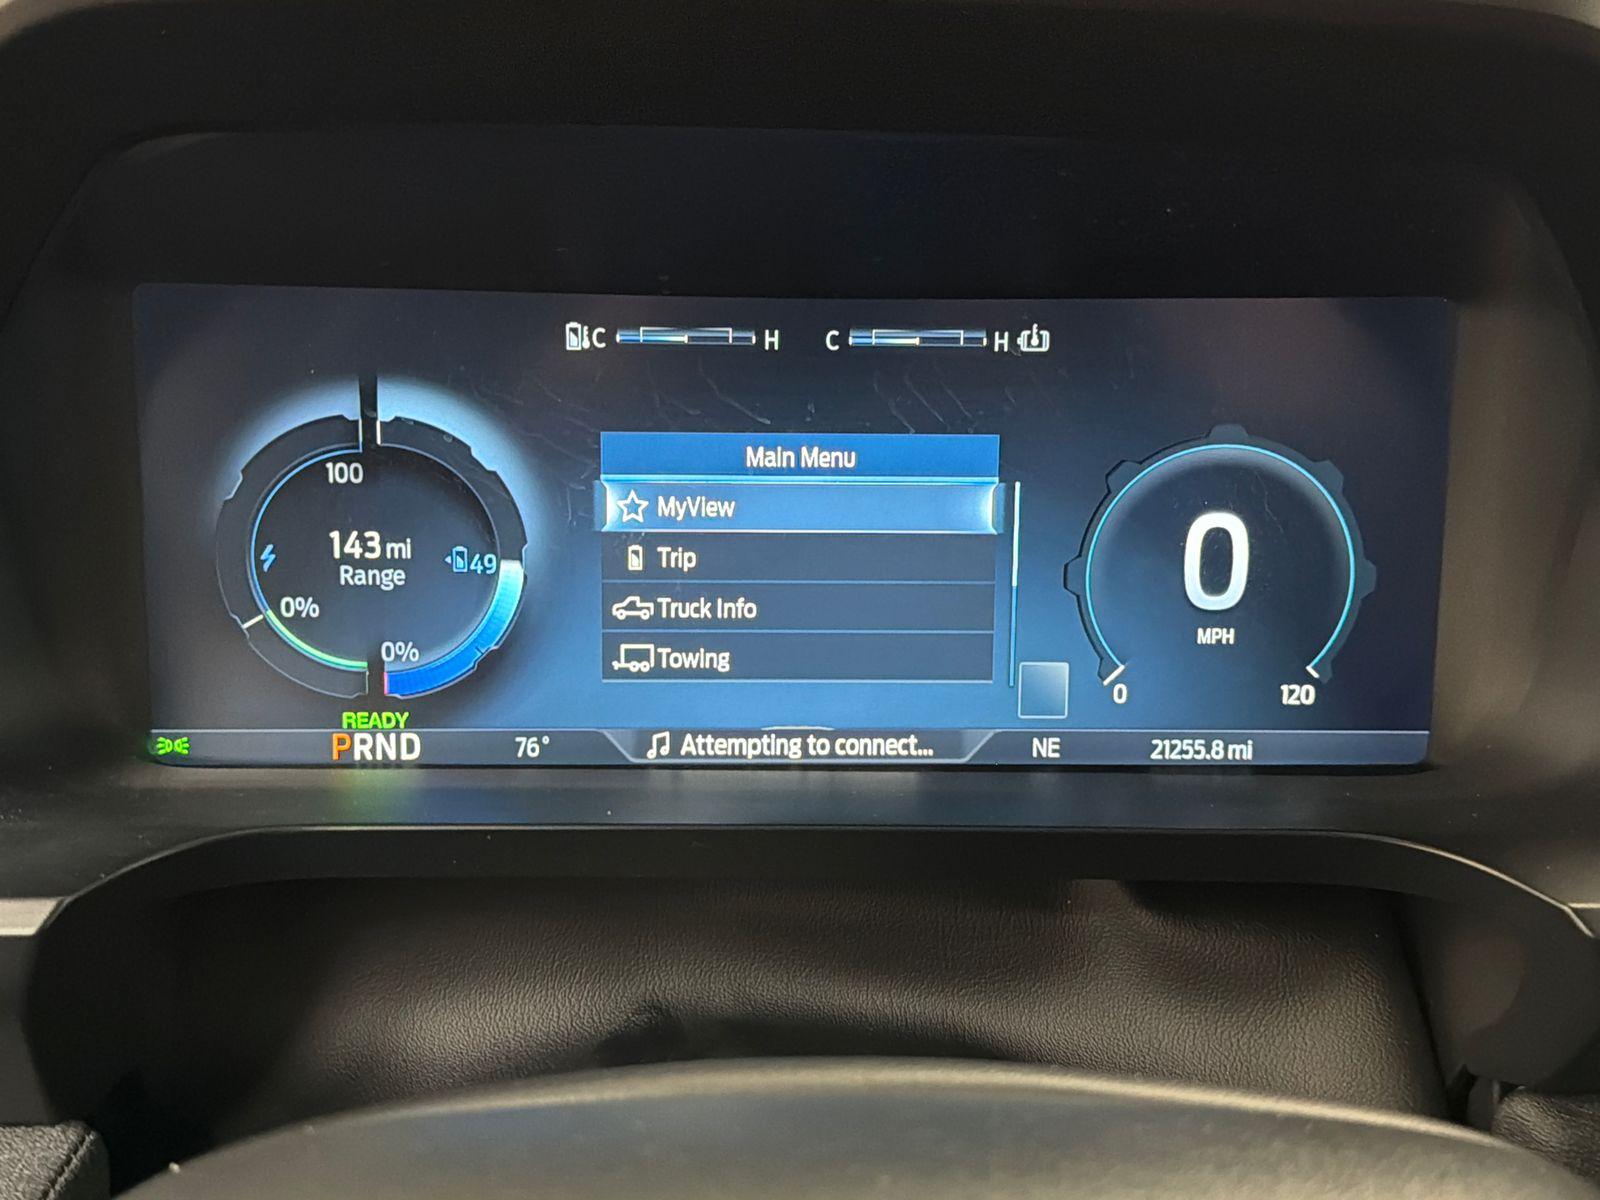 C H
C H
100
143 mi
Range
49
0%
0%
Main Menu
MyView
Trip
Truck Info
Towing
0
MPH
0
120
READY
PRND
76°
Attempting to connect...
NE
21255.8 mi